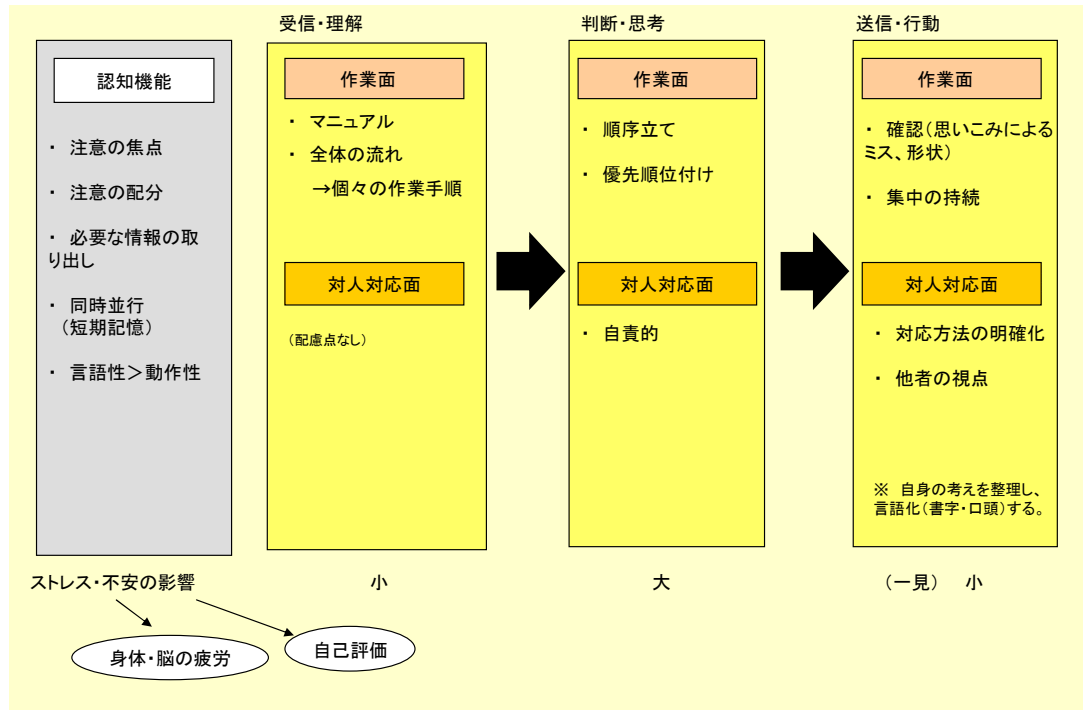 受信・理解
判断・思考
送信・行動
認知機能
・ 注意の焦点
・ 注意の配分
・ 必要な情報の取
り出し
・ 同時並行
（短期記憶）
・ 言語性＞動作性
作業面
・ マニュアル
・ 全体の流れ
→個々の作業手順
対人対応面
（配慮点なし）
作業面
・ 順序立て
・ 優先順位付け
対人対応面
・ 自責的
作業面
・ 確認（思いこみによる
ミス、形状）
・ 集中の持続
対人対応面
・ 対応方法の明確化
・ 他者の視点
※ 自身の考えを整理し、
言語化（書字・口頭）する。
ストレス・不安の影響
小
大
（一見） 小
身体・脳の疲労
自己評価